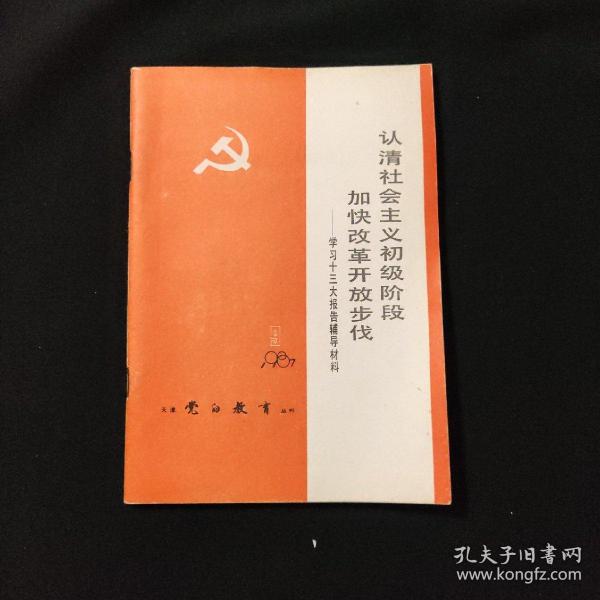 认清社会主义初级阶段
加快改革开放步伐
——学习十三大报告辅导材料
1987
天津 党的教育 丛刊
孔夫子旧书网
www.kongfz.com